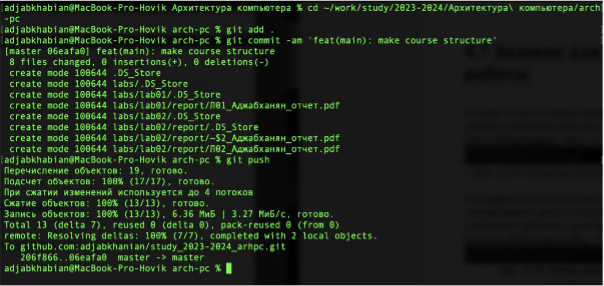 adjabkhabian@MacBook-Pro-Hovik Архитектура компьютера % cd ~/work/study/2023-2024/Архитектура\ компьютера/arch
-pc
adjabkhabian@MacBook-Pro-Hovik arch-pc % git add .
adjabkhabian@MacBook-Pro-Hovik arch-pc % git commit -am 'feat(main): make course structure'
[master 06eafa0] feat(main): make course structure
8 files changed, 0 insertions(+), 0 deletions(-)
create mode 100644 .DS_Store
create mode 100644 labs/.DS_Store
create mode 100644 labs/lab01/.DS_Store
create mode 100644 labs/lab01/report/Л01_Аджабханян_отчет.pdf
create mode 100644 labs/lab02/.DS_Store
create mode 100644 labs/lab02/report/.DS_Store
create mode 100644 labs/lab02/report/~$2_Аджабханян_отчет.pdf
create mode 100644 labs/lab02/report/Л02_Аджабханян_отчет.pdf
adjabkhabian@MacBook-Pro-Hovik arch-pc % git push
Перечисление объектов: 19, готово.
Подсчет объектов: 100% (17/17), готово.
При сжатии изменений используется до 4 потоков
Сжатие объектов: 100% (13/13), готово.
Запись объектов: 100% (13/13), 6.36 МиБ | 3.27 МиБ/с, готово.
Total 13 (delta 7), reused 0 (delta 0), pack-reused 0 (from 0)
remote: Resolving deltas: 100% (7/7), completed with 2 local objects.
To github.com:adjabkhanian/study_2023-2024_arhpc.git
206f866..06eafa0 master -> master
adjabkhabian@MacBook-Pro-Hovik arch-pc %